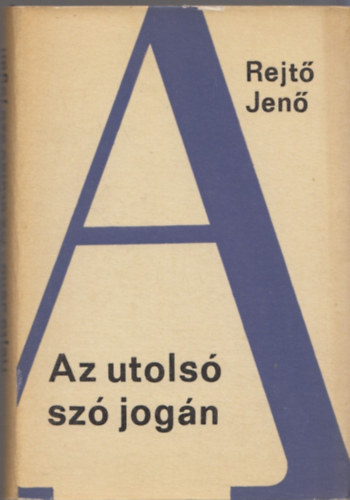 Rejtő
Jenő
A
Az utolsó
szó jogán